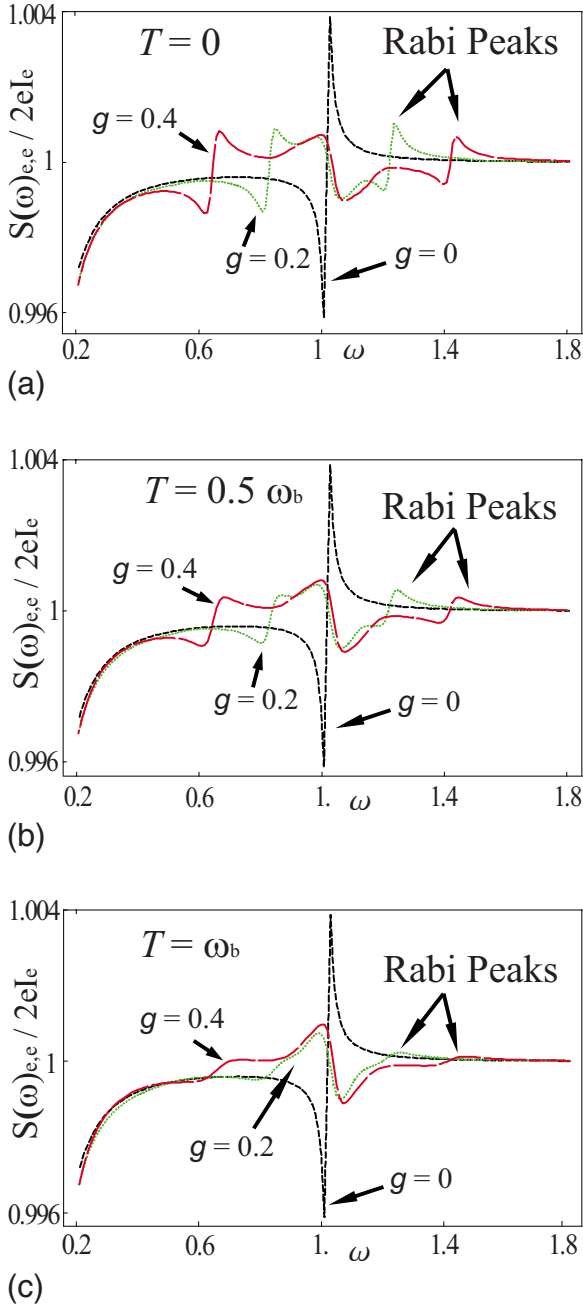 1.004
T = 0
Rabi Peaks
g = 0.4
1
g = 0.2
g = 0
0.996
0.2 0.6 1 ω 1.4 1.8
S(ω)e,e / 2eIe
(a)
1.004
T = 0.5 ωb
Rabi Peaks
g = 0.4
1
g = 0.2
g = 0
0.996
0.2 0.6 1. ω 1.4 1.8
S(ω)e,e / 2eIe
(b)
1.004
T = ωb
Rabi Peaks
g = 0.4
1
g = 0.2
g = 0
0.996
0.2 0.6 1. ω 1.4 1.8
S(ω)e,e / 2eIe
(c)